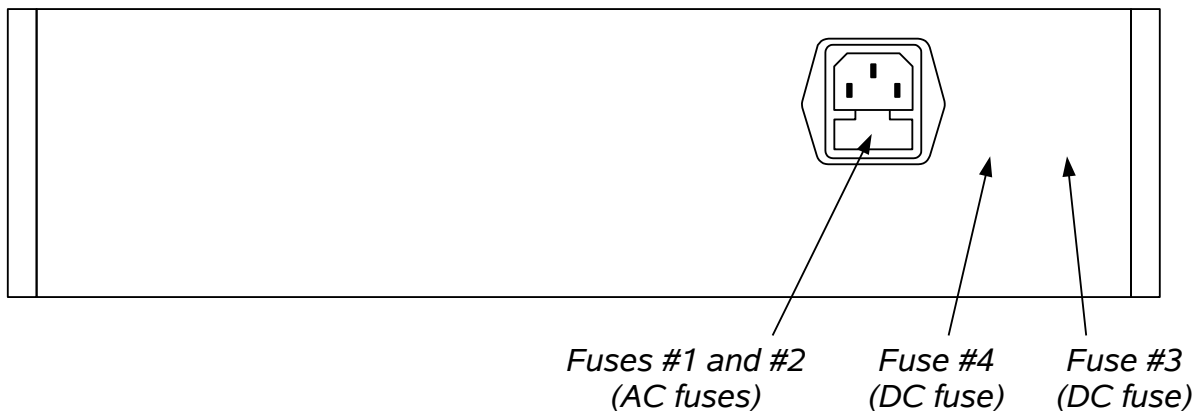 Fuses #1 and #2
(AC fuses)
Fuse #4
(DC fuse)
Fuse #3
(DC fuse)